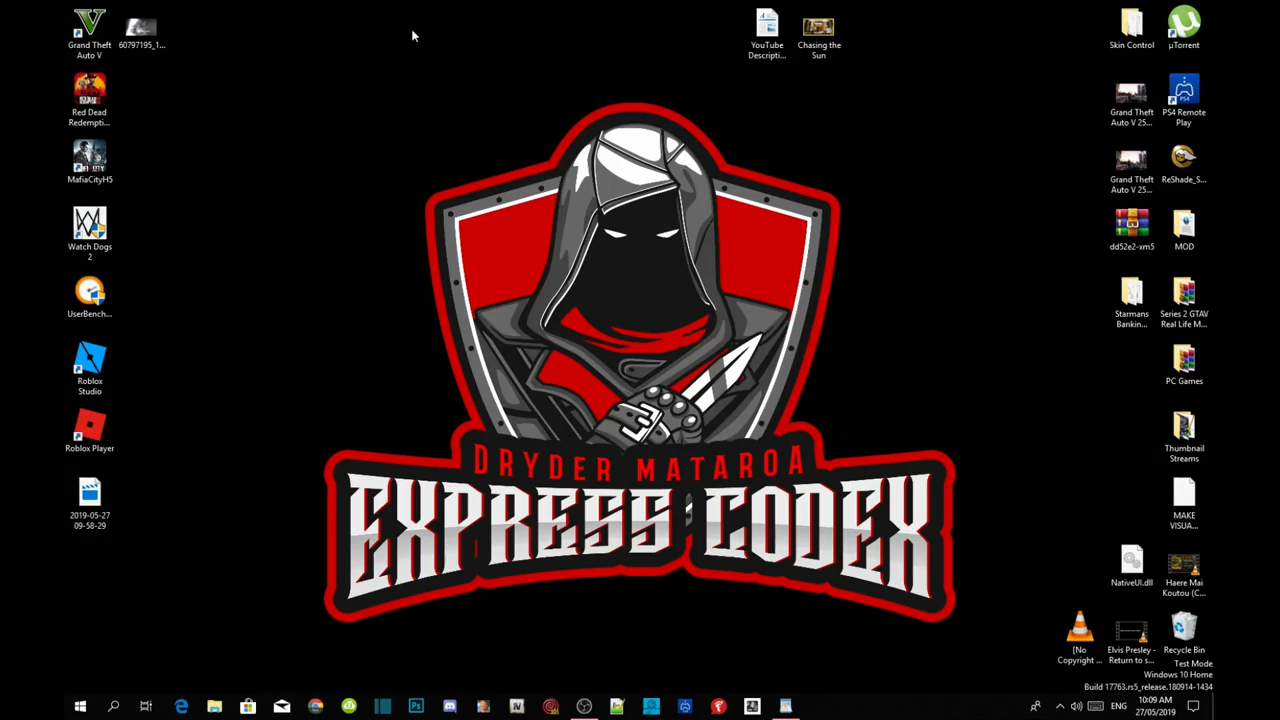 Grand Theft
Auto V
60797195_1...
Red Dead
Redempti...
MafiaCityH5
Watch Dogs
2
UserBench...
Roblox
Studio
Roblox Player
2019-05-27
09-58-29
YouTube
Descripti...
Chasing the
Sun
DRYDER MATAROA
EXPRESS CODEX
Skin Control
µTorrent
Grand Theft
Auto V 25...
PS4 Remote
Play
Grand Theft
Auto V 25...
ReShade_S...
dd52e2-xm5
MOD
Starmans
Bankin...
Series 2 GTAV
Real Life M...
PC Games
Thumbnail
Streams
MAKE
VISUA...
NativeUI.dll
Haere Mai
Koutou (C...
[No
Copyright ...
Elvis Presley -
Return to s...
Recycle Bin
Test Mode
Windows 10 Home
Build 17763.rs5_release.180914-1434
ENG
10:09 AM
27/05/2019